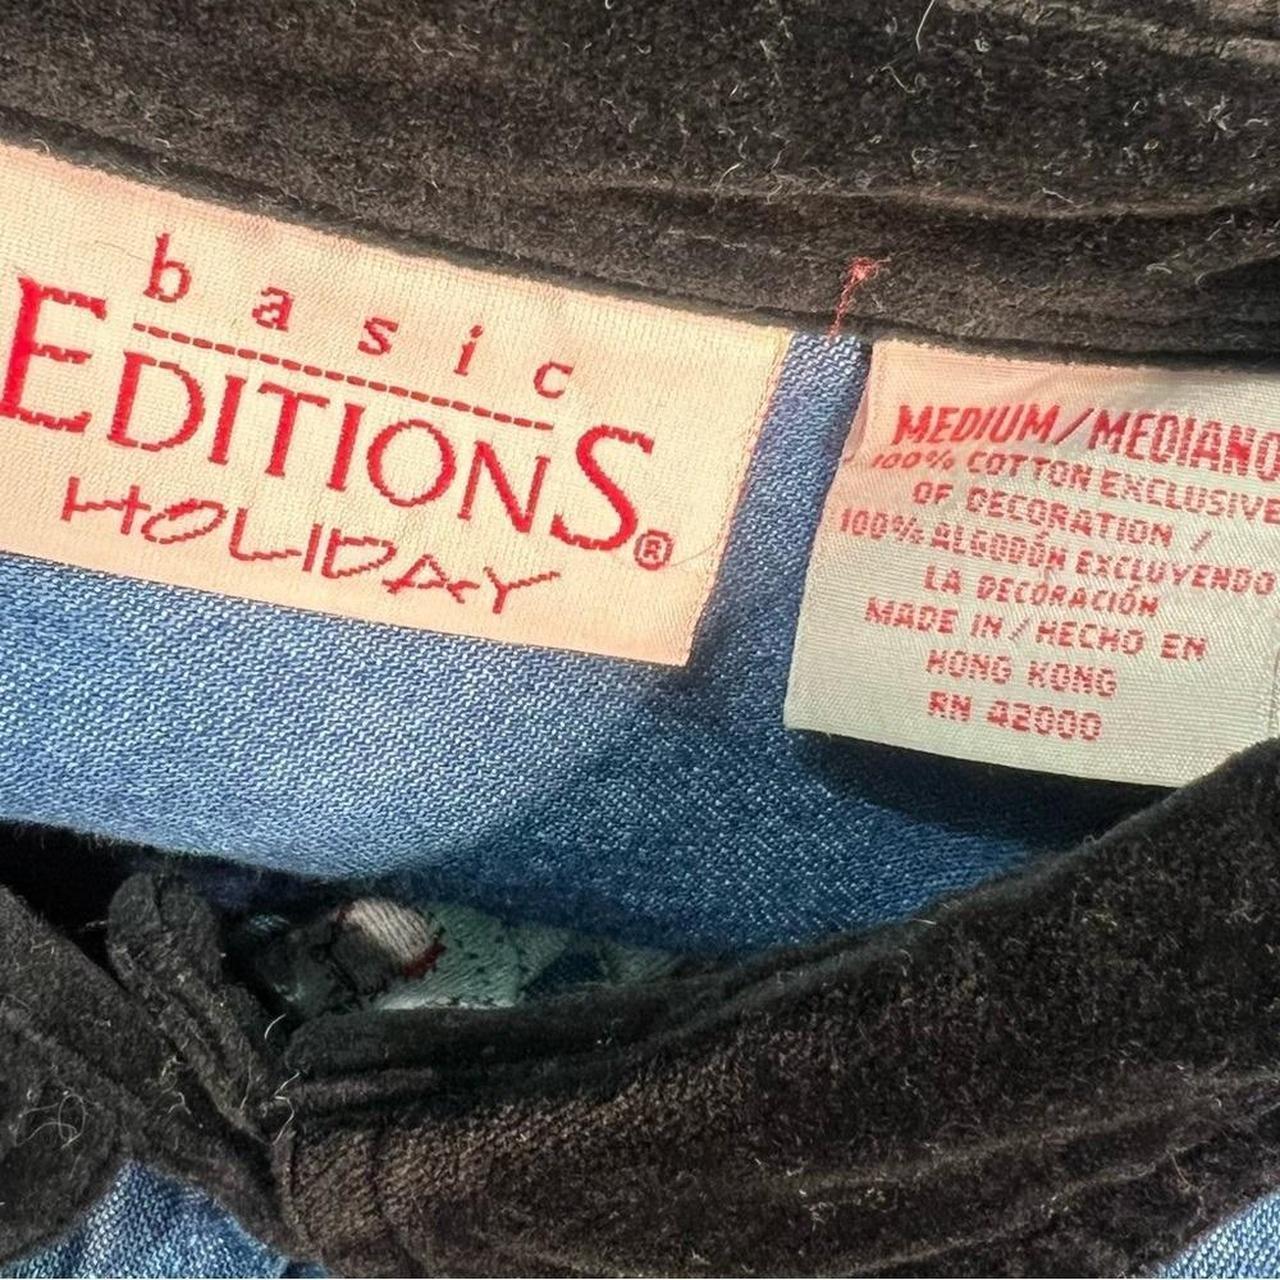 basic
EDITIONS®
HOLIDAY
MEDIUM/MEDIANO
100% COTTON EXCLUSIVE
OF DECORATION /
100% ALGODÓN EXCLUYENDO
LA DECORACIÓN
MADE IN/HECHO EN
HONG KONG
RN 42000